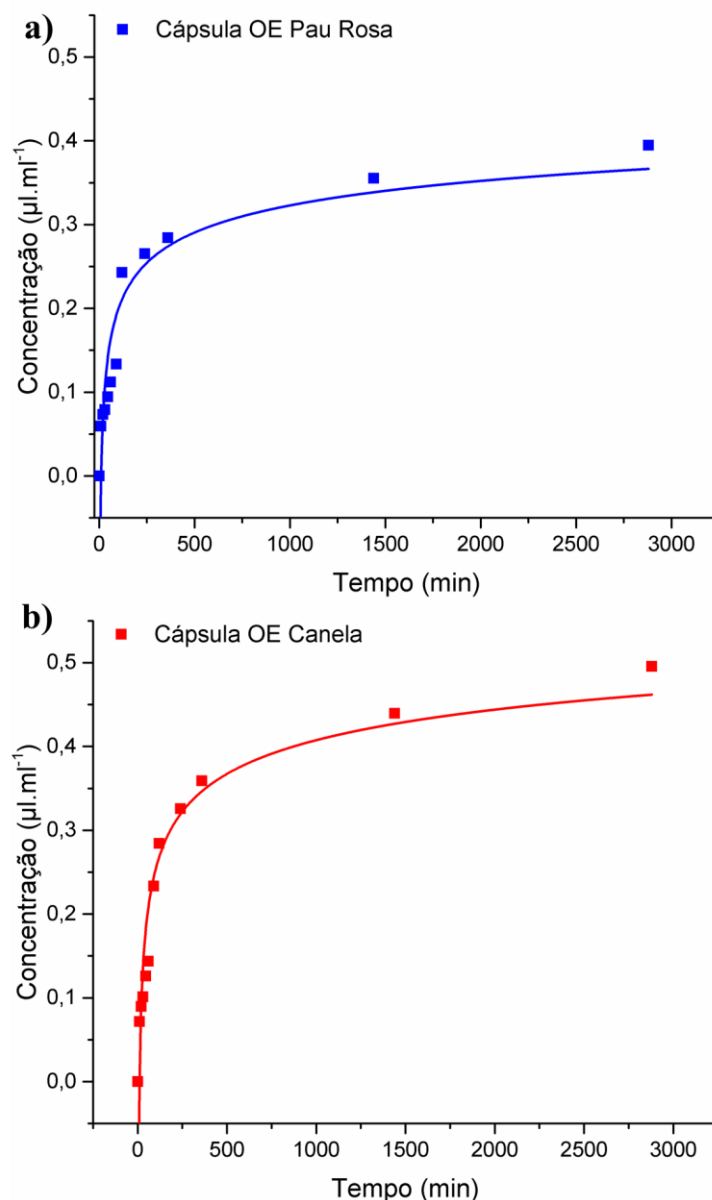 a)
Cápsula OE Pau Rosa
0,5
0,4
0,3
0,2
0,1
0,0
Concentração (µl.ml⁻¹)
0 500 1000 1500 2000 2500 3000
Tempo (min)
b)
Cápsula OE Canela
0,5
0,4
0,3
0,2
0,1
0,0
Concentração (µl.ml⁻¹)
0 500 1000 1500 2000 2500 3000
Tempo (min)